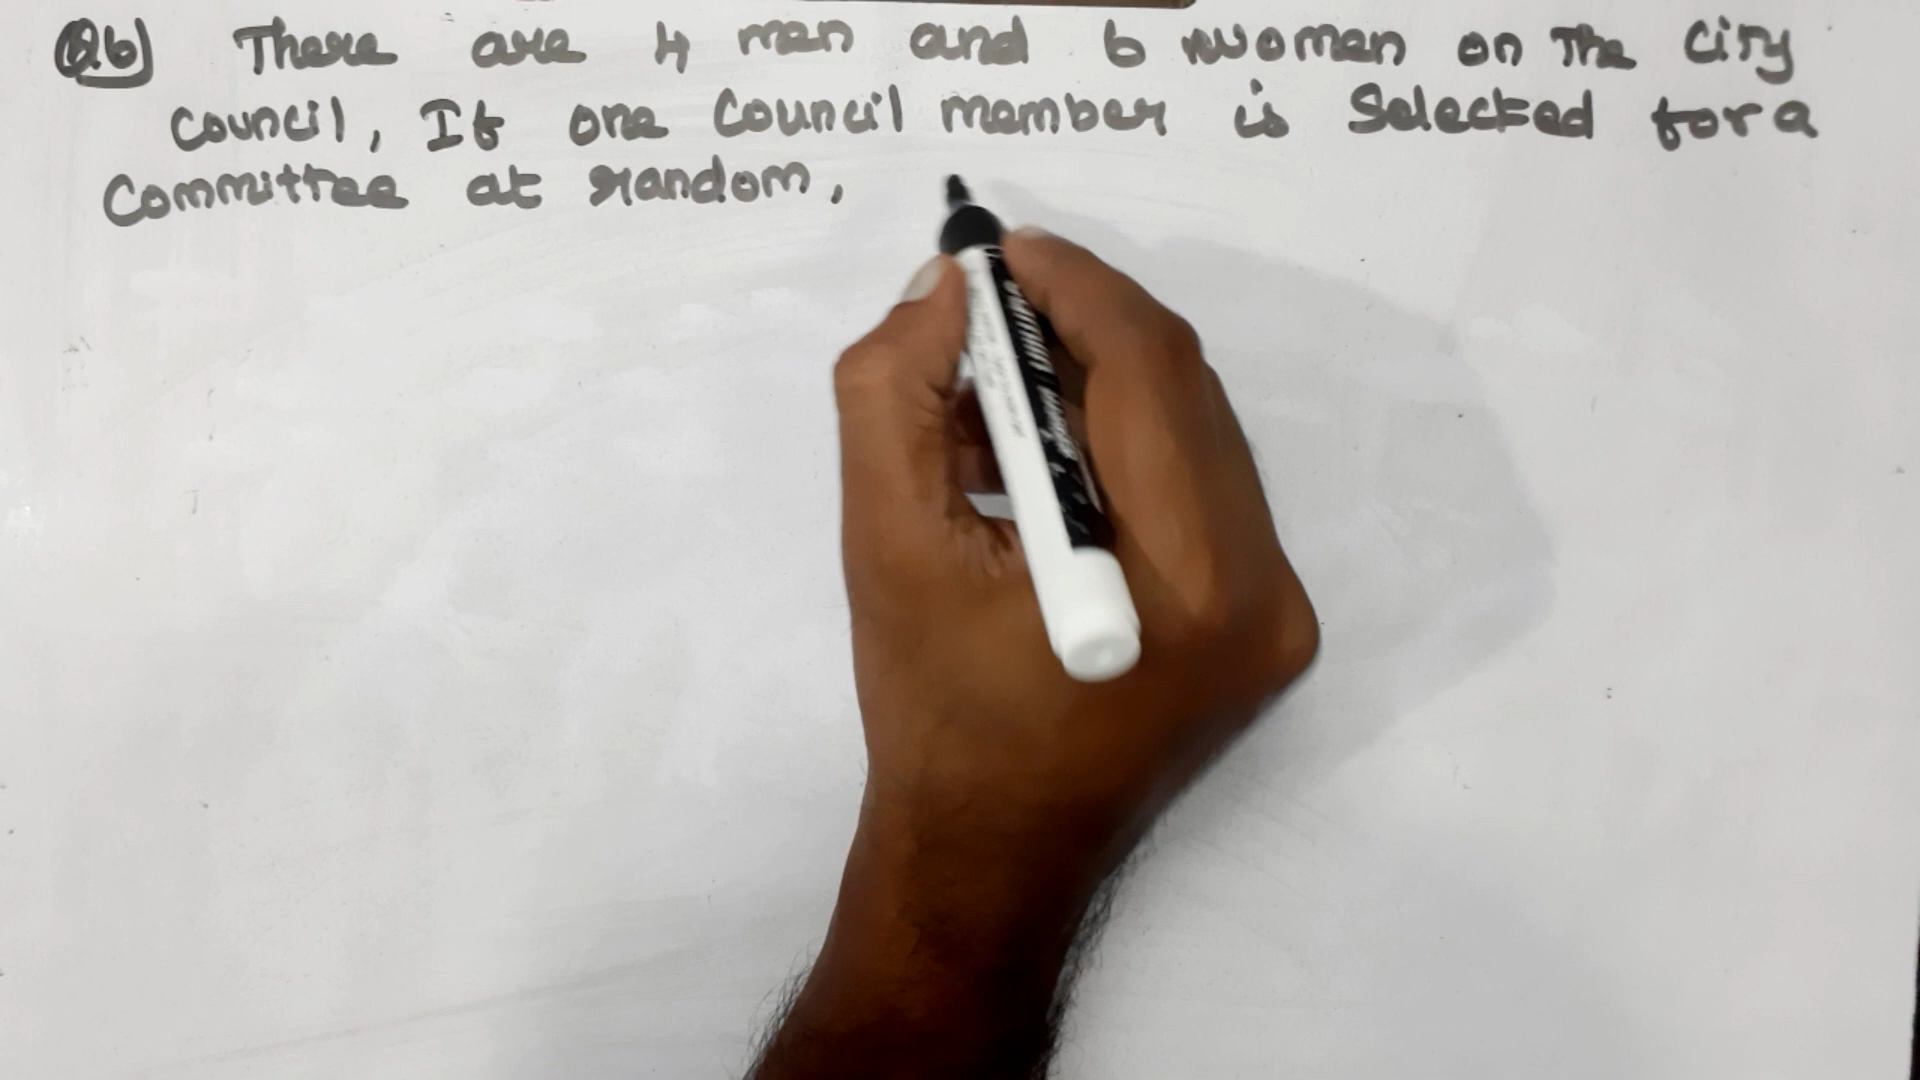 Q6) There are 4 men and 6 women on The City
Council, If one Council member is Selected for a
Committee at random,